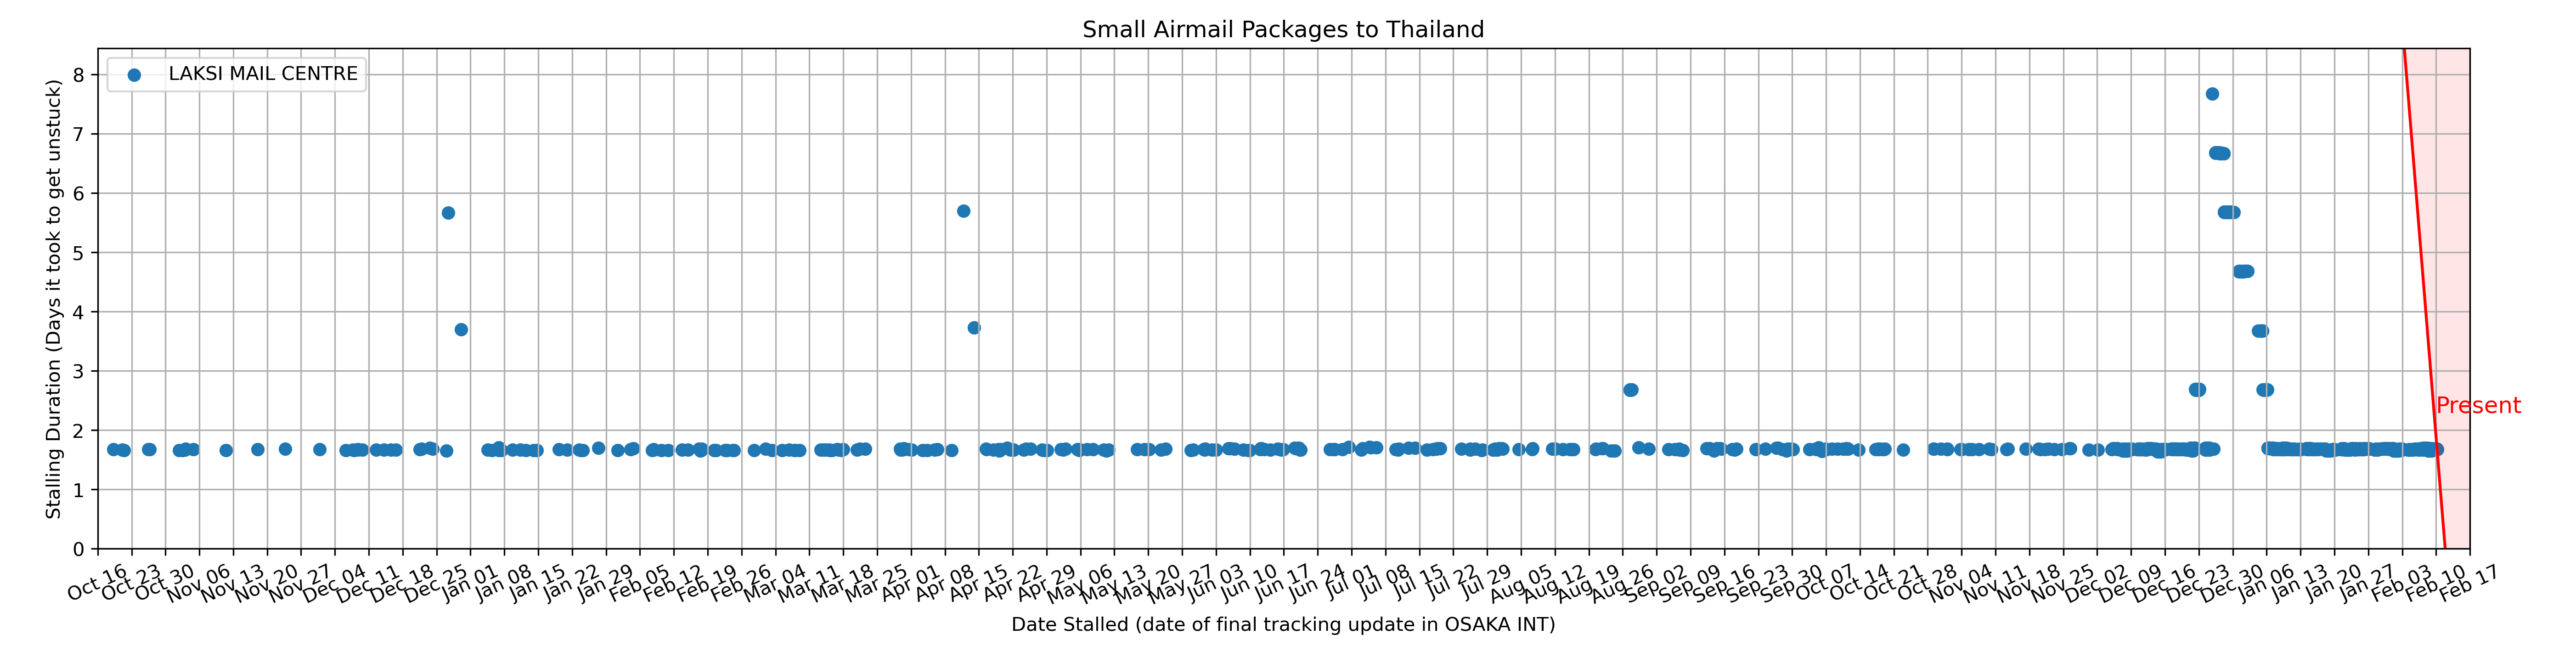 Small Airmail Packages to Thailand
LAKSI MAIL CENTRE
Stalling Duration (Days it took to get unstuck)
8
7
6
5
4
3
2
1
0
Present
Oct 16 Oct 23 Oct 30 Nov 06 Nov 13 Nov 20 Nov 27 Dec 04 Dec 11 Dec 18 Dec 25 Jan 01 Jan 08 Jan 15 Jan 22 Jan 29 Feb 05 Feb 12 Feb 19 Feb 26 Mar 04 Mar 11 Mar 18 Mar 25 Apr 01 Apr 08 Apr 15 Apr 22 Apr 29 May 06 May 13 May 20 May 27 Jun 03 Jun 10 Jun 17 Jun 24 Jul 01 Jul 08 Jul 15 Jul 22 Jul 29 Aug 05 Aug 12 Aug 19 Aug 26 Sep 02 Sep 09 Sep 16 Sep 23 Sep 30 Oct 07 Oct 14 Oct 21 Oct 28 Nov 04 Nov 11 Nov 18 Nov 25 Dec 02 Dec 09 Dec 16 Dec 23 Dec 30 Jan 06 Jan 13 Jan 20 Jan 27 Feb 03 Feb 10 Feb 17
Date Stalled (date of final tracking update in OSAKA INT)